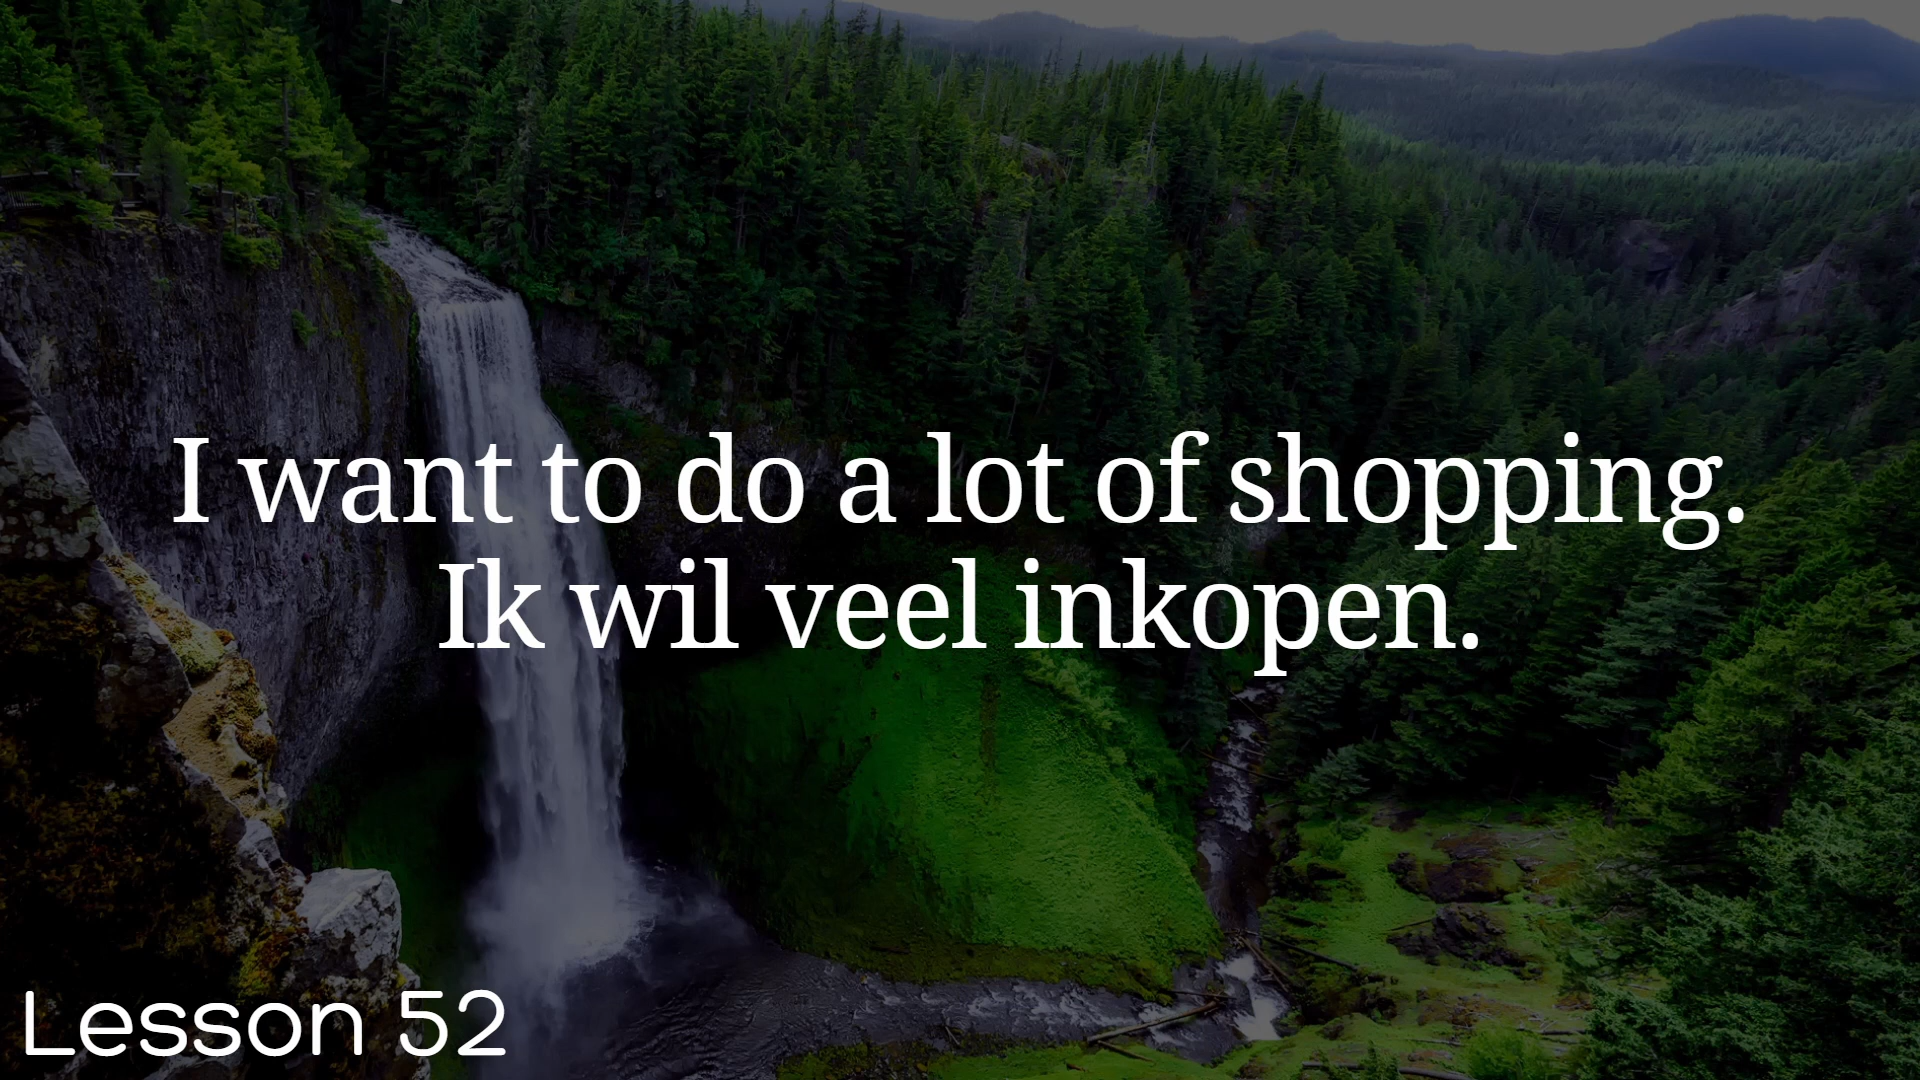 I want to do a lot of shopping.
Ik wil veel inkopen.
Lesson 52